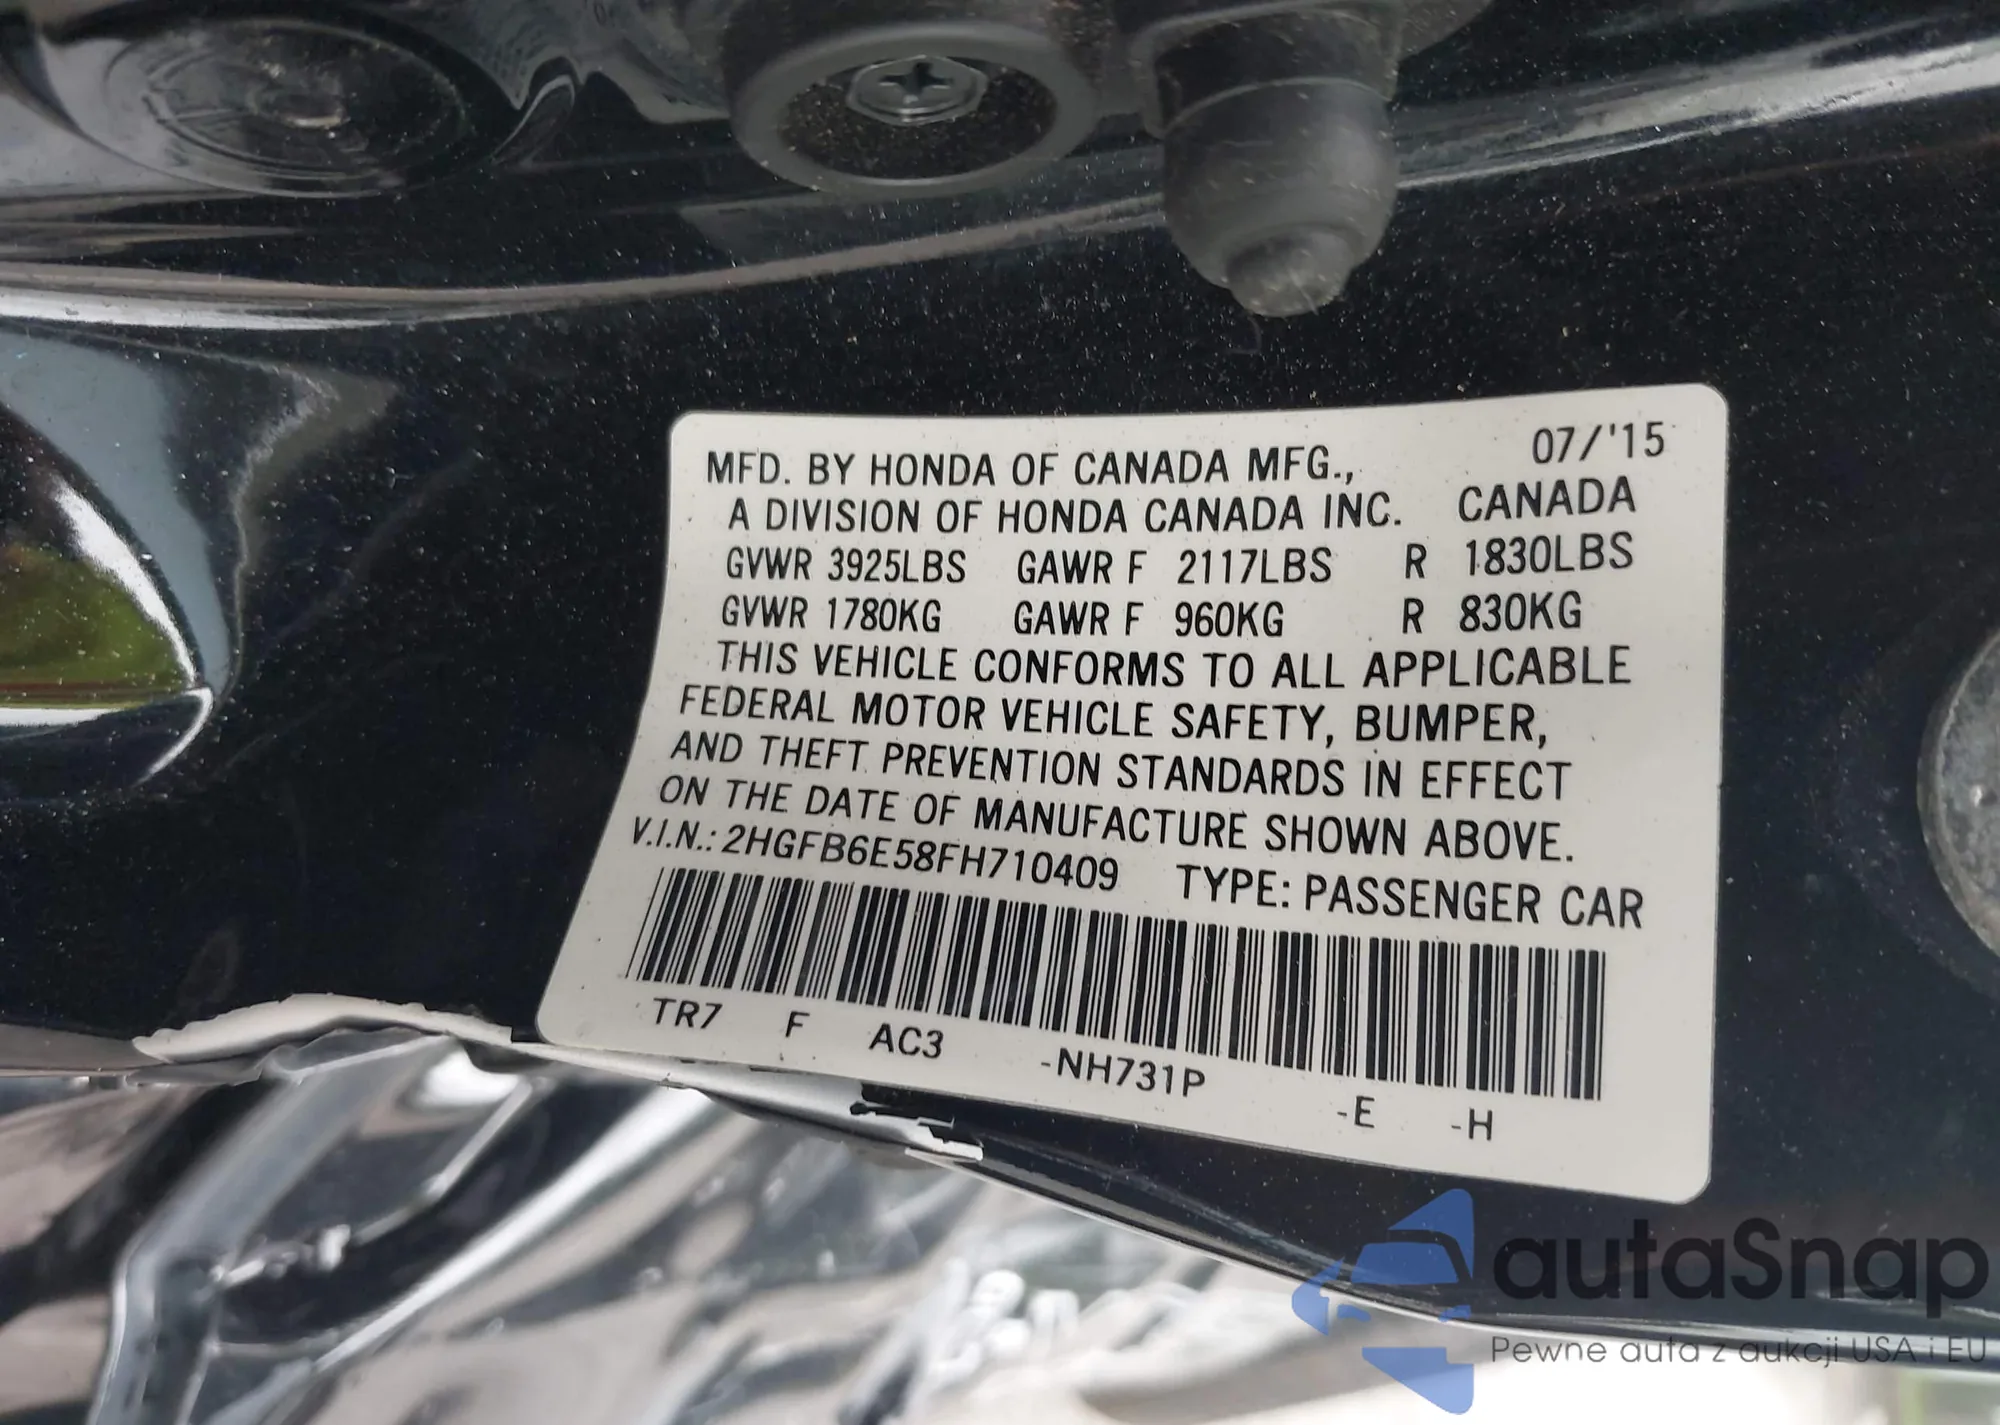 07/'15
MFD. BY HONDA OF CANADA MFG.,
A DIVISION OF HONDA CANADA INC. CANADA
GVWR 3925LBS GAWR F 2117LBS R 1830LBS
GVWR 1780KG GAWR F 960KG R 830KG
THIS VEHICLE CONFORMS TO ALL APPLICABLE
FEDERAL MOTOR VEHICLE SAFETY, BUMPER,
AND THEFT PREVENTION STANDARDS IN EFFECT
ON THE DATE OF MANUFACTURE SHOWN ABOVE.
V.I.N.: 2HGFB6E58FH710409 TYPE: PASSENGER CAR
TR7 F AC3 -NH731P -E -H
autaSnap
Pewne auta z aukcji USA i EU